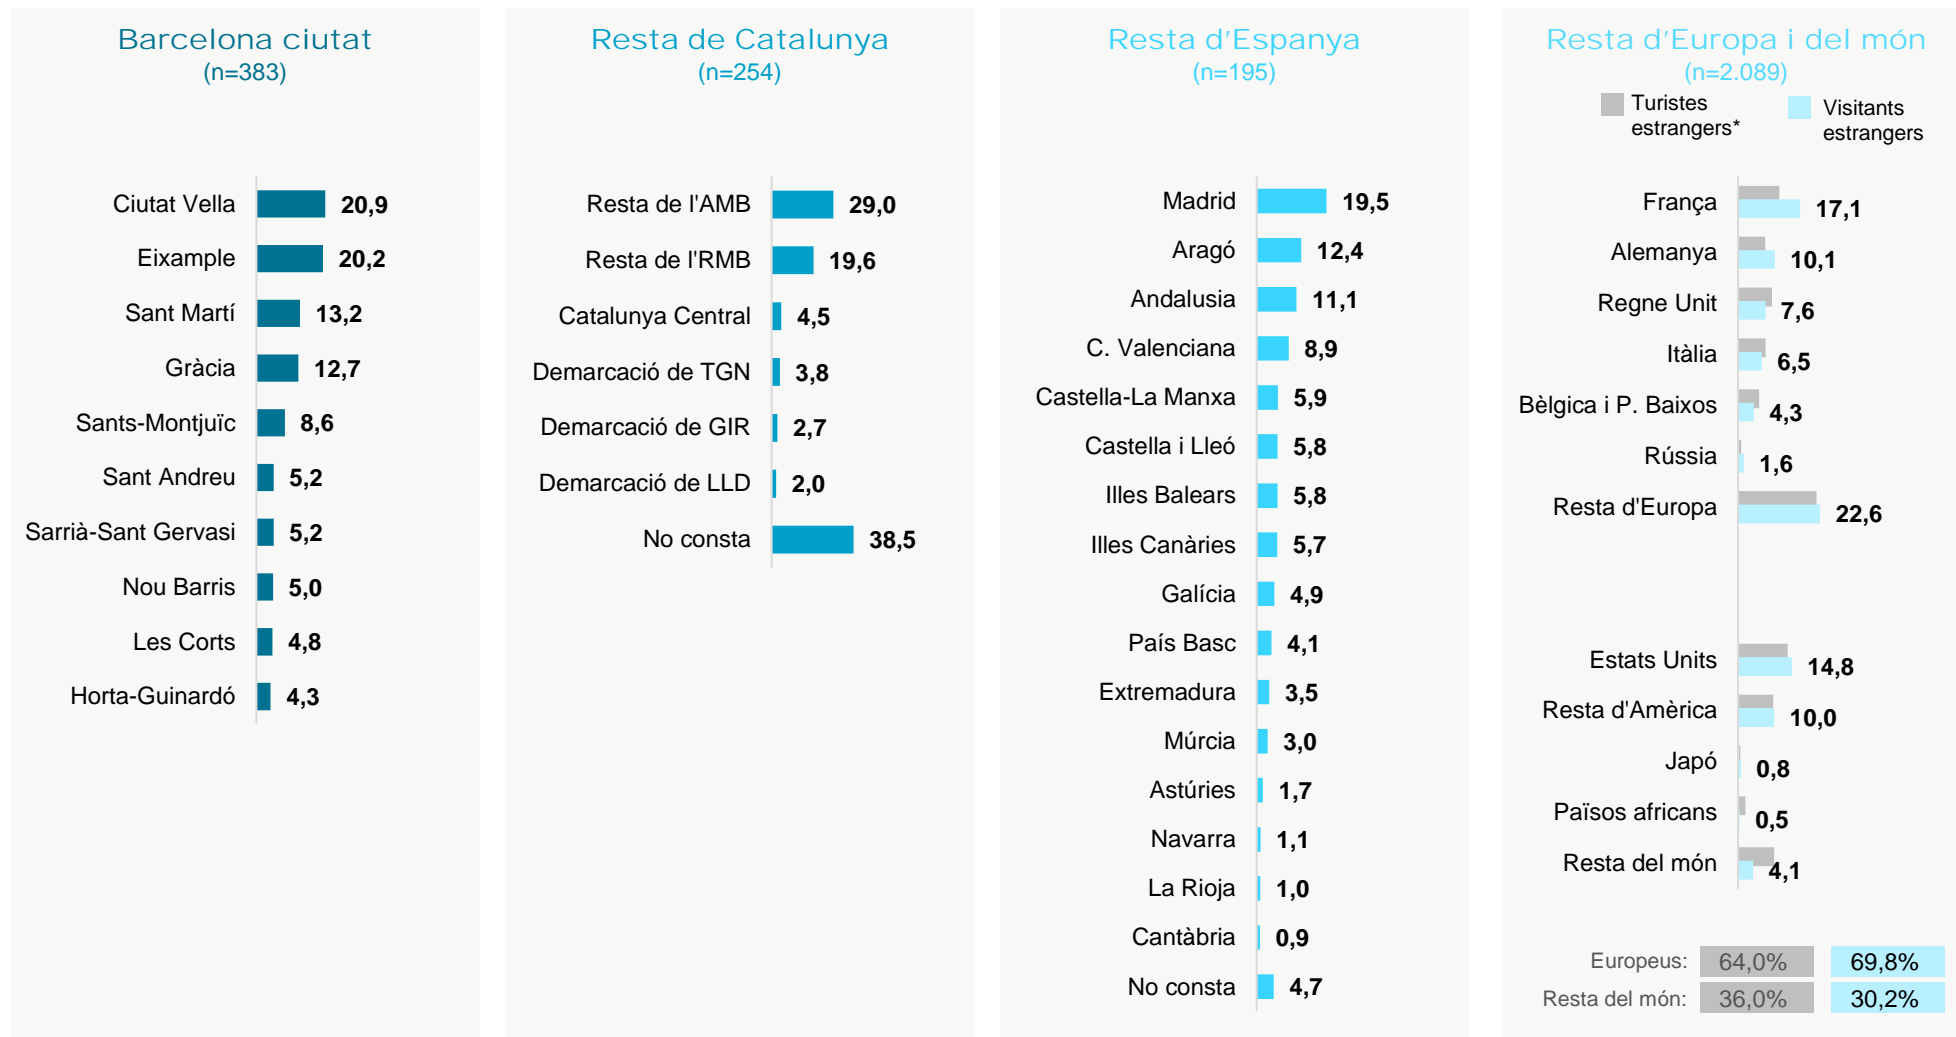 Barcelona ciutat
(n=383)
Ciutat Vella 20,9
Eixample 20,2
Sant Martí 13,2
Gràcia 12,7
Sants-Montjuïc 8,6
Sant Andreu 5,2
Sarrià-Sant Gervasi 5,2
Nou Barris 5,0
Les Corts 4,8
Horta-Guinardó 4,3
Resta de Catalunya
(n=254)
Resta de l'AMB 29,0
Resta de l'RMB 19,6
Catalunya Central 4,5
Demarcació de TGN 3,8
Demarcació de GIR 2,7
Demarcació de LLD 2,0
No consta 38,5
Resta d'Espanya
(n=195)
Madrid 19,5
Aragó 12,4
Andalusia 11,1
C. Valenciana 8,9
Castella-La Manxa 5,9
Castella i Lleó 5,8
Illes Balears 5,8
Illes Canàries 5,7
Galícia 4,9
País Basc 4,1
Extremadura 3,5
Múrcia 3,0
Astúries 1,7
Navarra 1,1
La Rioja 1,0
Cantàbria 0,9
No consta 4,7
Resta d'Europa i del món
(n=2.089)
Turistes
estrangers*
Visitants
estrangers
França 17,1
Alemanya 10,1
Regne Unit 7,6
Itàlia 6,5
Bèlgica i P. Baixos 4,3
Rússia 1,6
Resta d'Europa 22,6
Estats Units 14,8
Resta d'Amèrica 10,0
Japó 0,8
Països africans 0,5
Resta del món 4,1
Europeus: 64,0% 69,8%
Resta del món: 36,0% 30,2%